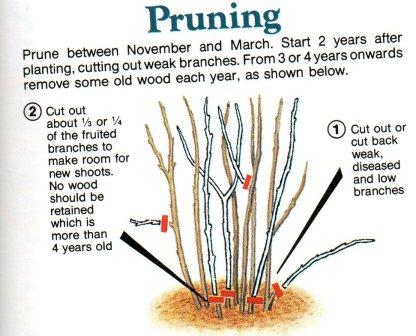 Pruning
Prune between November and March. Start 2 years after
planting, cutting out weak branches. From 3 or 4 years onwards
remove some old wood each year, as shown below.
2 Cut out
about ⅓ or ¼
of the fruited
branches to
make room for
new shoots.
No wood
should be
retained
which is
more than
4 years old
1 Cut out or
cut back
weak,
diseased
and low
branches